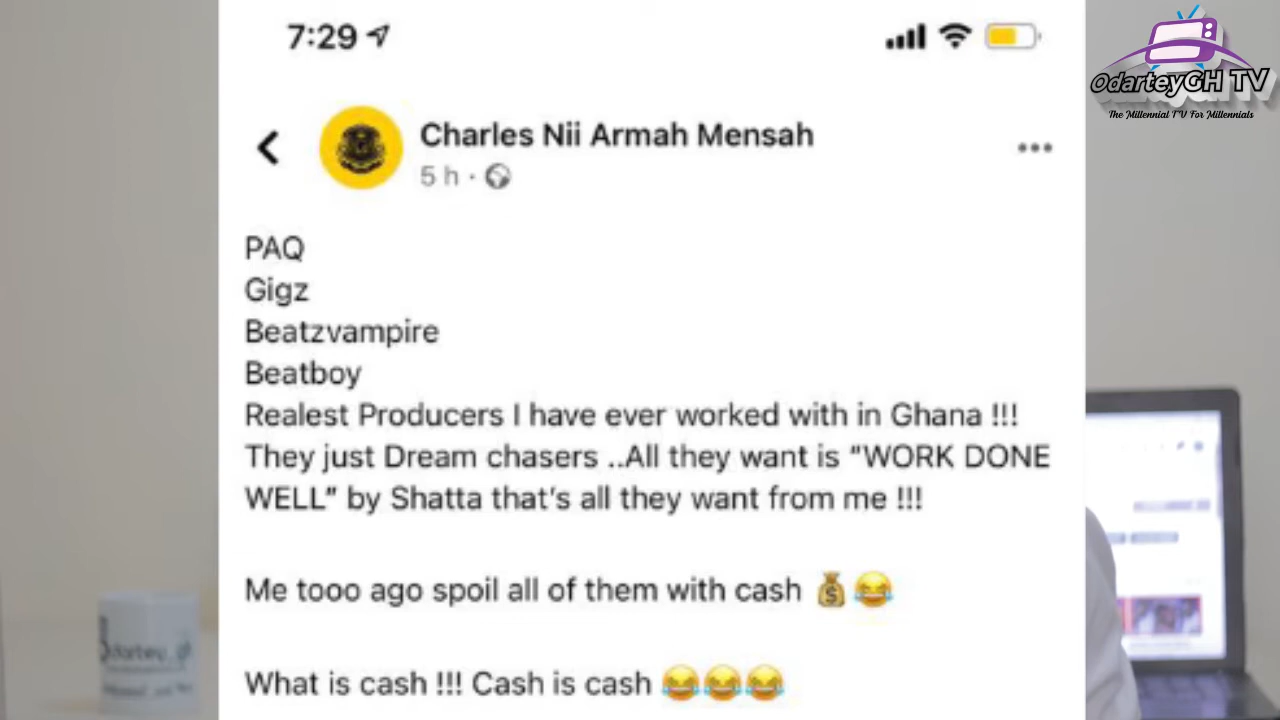 7:29
OdarteyGH TV
The Millennial TV For Millennials
Charles Nii Armah Mensah
5 h ·
PAQ
Gigz
Beatzvampire
Beatboy
Realest Producers I have ever worked with in Ghana !!!
They just Dream chasers ..All they want is “WORK DONE
WELL” by Shatta that’s all they want from me !!!
Me tooo ago spoil all of them with cash 💰😂
What is cash !!! Cash is cash 😂😂😂